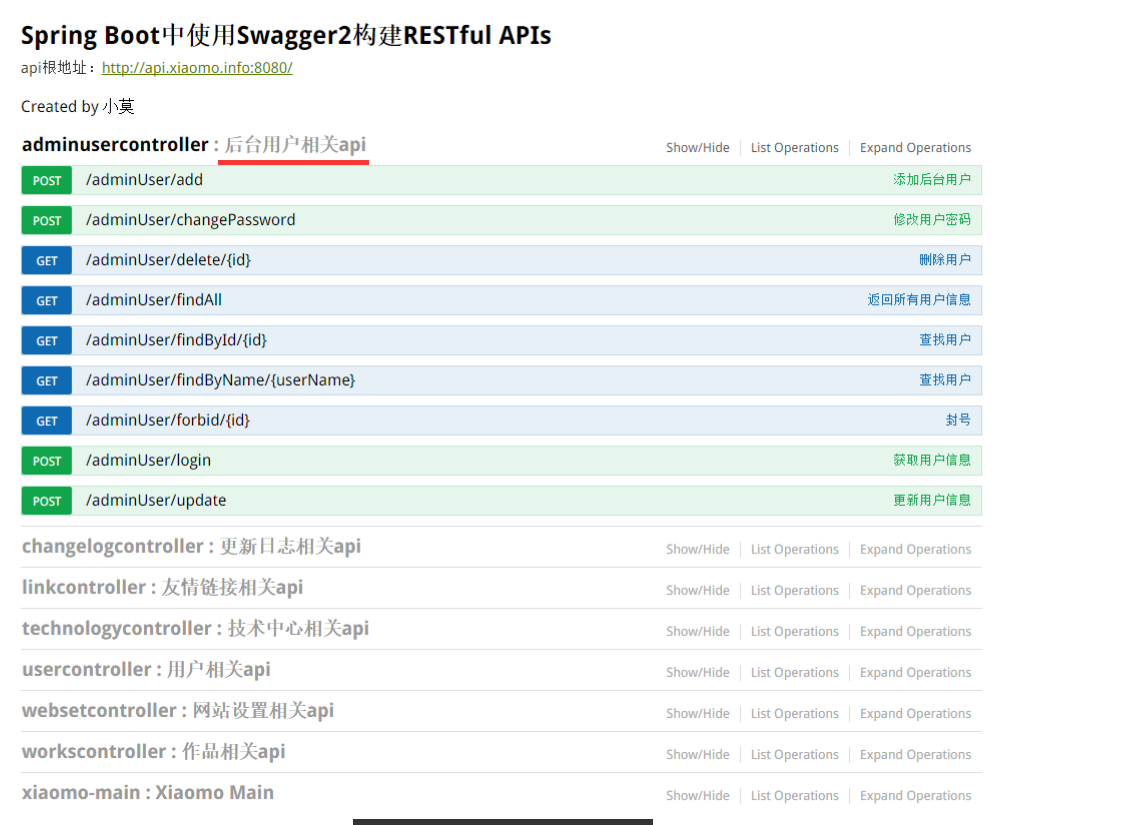 Spring Boot中使用Swagger2构建RESTful APIs
api根地址：http://api.xiaomo.info:8080/
Created by 小莫
adminusercontroller : 后台用户相关api Show/Hide List Operations Expand Operations
POST /adminUser/add 添加后台用户
POST /adminUser/changePassword 修改用户密码
GET /adminUser/delete/{id} 删除用户
GET /adminUser/findAll 返回所有用户信息
GET /adminUser/findById/{id} 查找用户
GET /adminUser/findByName/{userName} 查找用户
GET /adminUser/forbid/{id} 封号
POST /adminUser/login 获取用户信息
POST /adminUser/update 更新用户信息
changelogcontroller : 更新日志相关api Show/Hide List Operations Expand Operations
linkcontroller : 友情链接相关api Show/Hide List Operations Expand Operations
technologycontroller : 技术中心相关api Show/Hide List Operations Expand Operations
usercontroller : 用户相关api Show/Hide List Operations Expand Operations
websetcontroller : 网站设置相关api Show/Hide List Operations Expand Operations
workscontroller : 作品相关api Show/Hide List Operations Expand Operations
xiaomo-main : Xiaomo Main Show/Hide List Operations Expand Operations